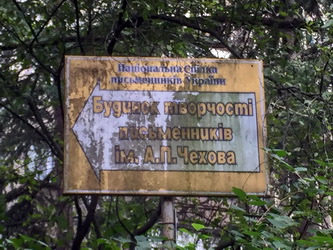 Національна Спілка
письменників України
Будинок творчості
письменників
ім. А.П.Чехова